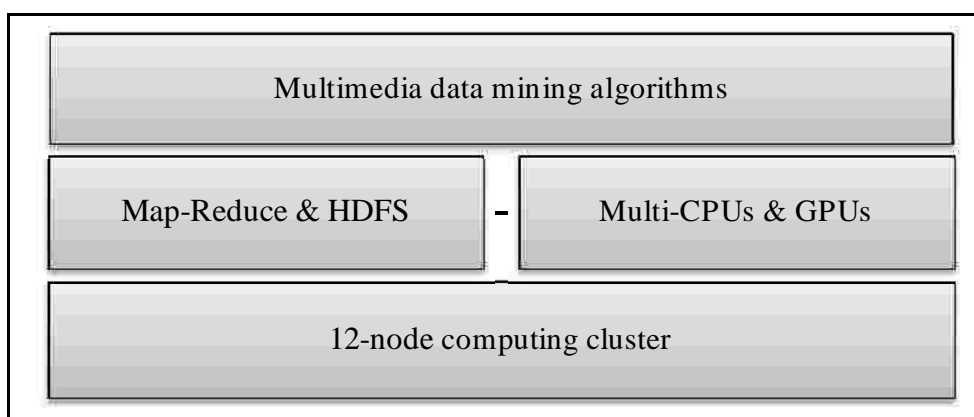 Multimedia data mining algorithms
Map-Reduce & HDFS - Multi-CPUs & GPUs
12-node computing cluster